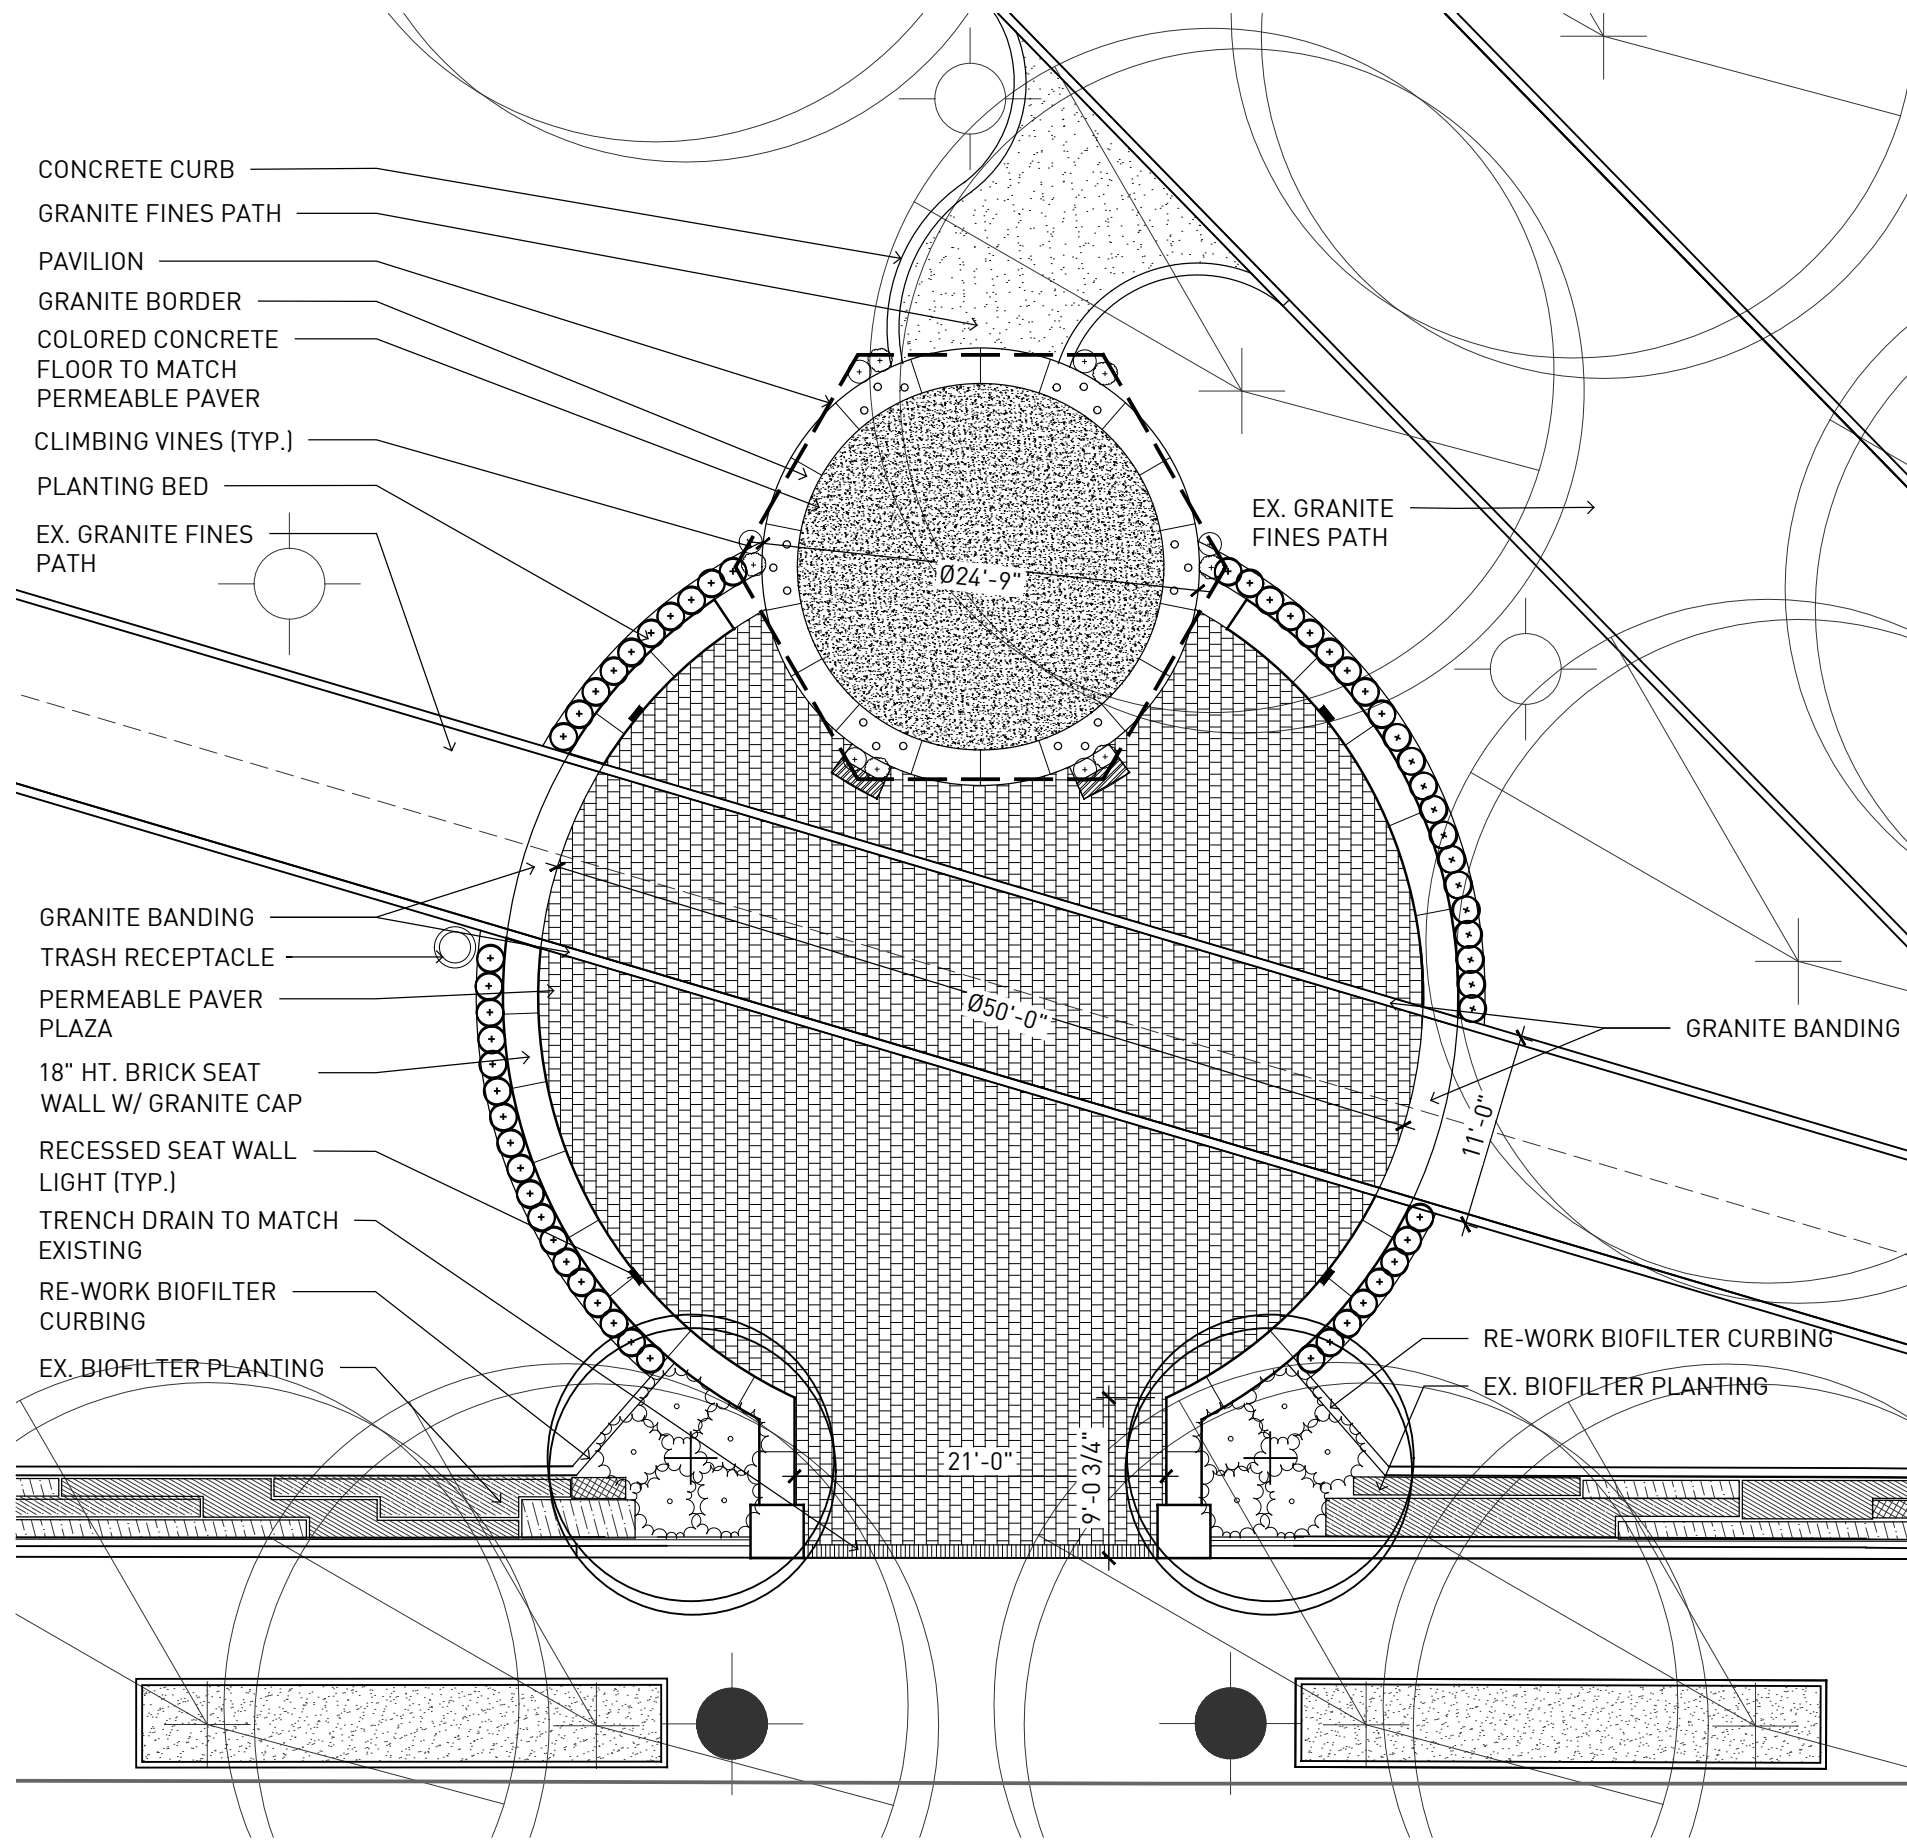 CONCRETE CURB
GRANITE FINES PATH
PAVILION
GRANITE BORDER
COLORED CONCRETE
FLOOR TO MATCH
PERMEABLE PAVER
CLIMBING VINES (TYP.)
PLANTING BED
EX. GRANITE FINES
PATH
EX. GRANITE
FINES PATH
Ø24'-9"
GRANITE BANDING
TRASH RECEPTACLE
PERMEABLE PAVER
PLAZA
18" HT. BRICK SEAT
WALL W/ GRANITE CAP
RECESSED SEAT WALL
LIGHT (TYP.)
TRENCH DRAIN TO MATCH
EXISTING
RE-WORK BIOFILTER
CURBING
EX. BIOFILTER PLANTING
Ø50'-0"
GRANITE BANDING
11'-0"
RE-WORK BIOFILTER CURBING
EX. BIOFILTER PLANTING
21'-0"
9'-0 3/4"